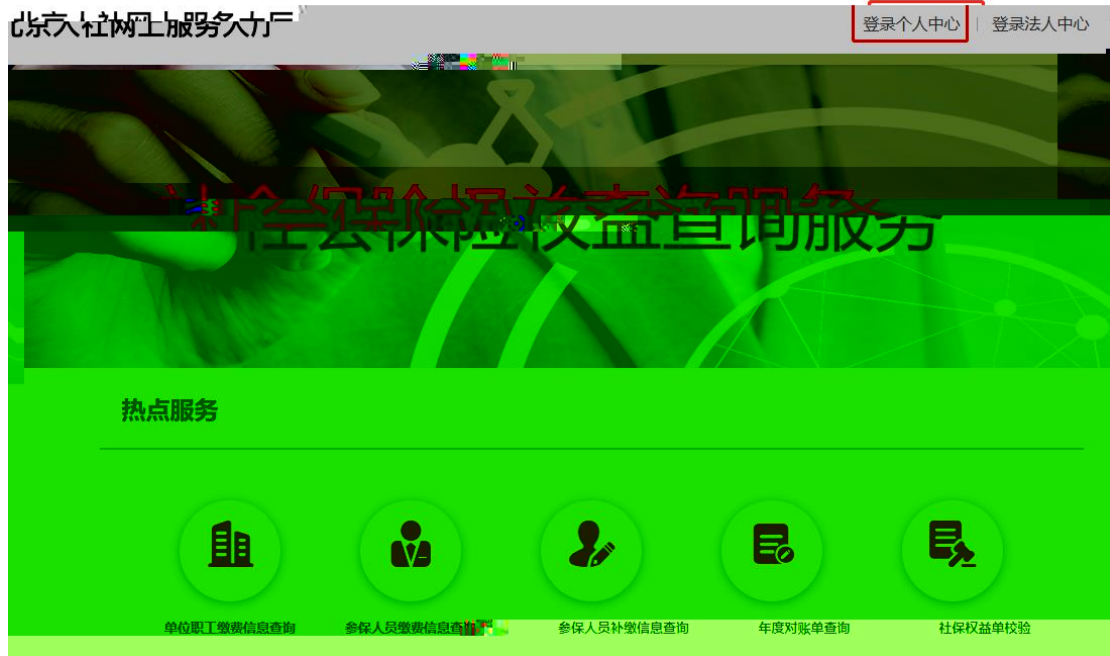 北京人社网上服务大厅
登录个人中心 | 登录法人中心
社会保险权益查询服务
热点服务
单位职工缴费信息查询 参保人员缴费信息查询 参保人员补缴信息查询 年度对账单查询 社保权益单校验